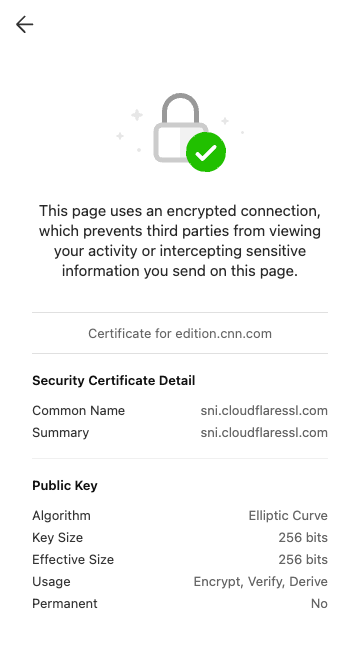 This page uses an encrypted connection,
which prevents third parties from viewing
your activity or intercepting sensitive
information you send on this page.
Certificate for edition.cnn.com
Security Certificate Detail
Common Name sni.cloudflaressl.com
Summary sni.cloudflaressl.com
Public Key
Algorithm Elliptic Curve
Key Size 256 bits
Effective Size 256 bits
Usage Encrypt, Verify, Derive
Permanent No